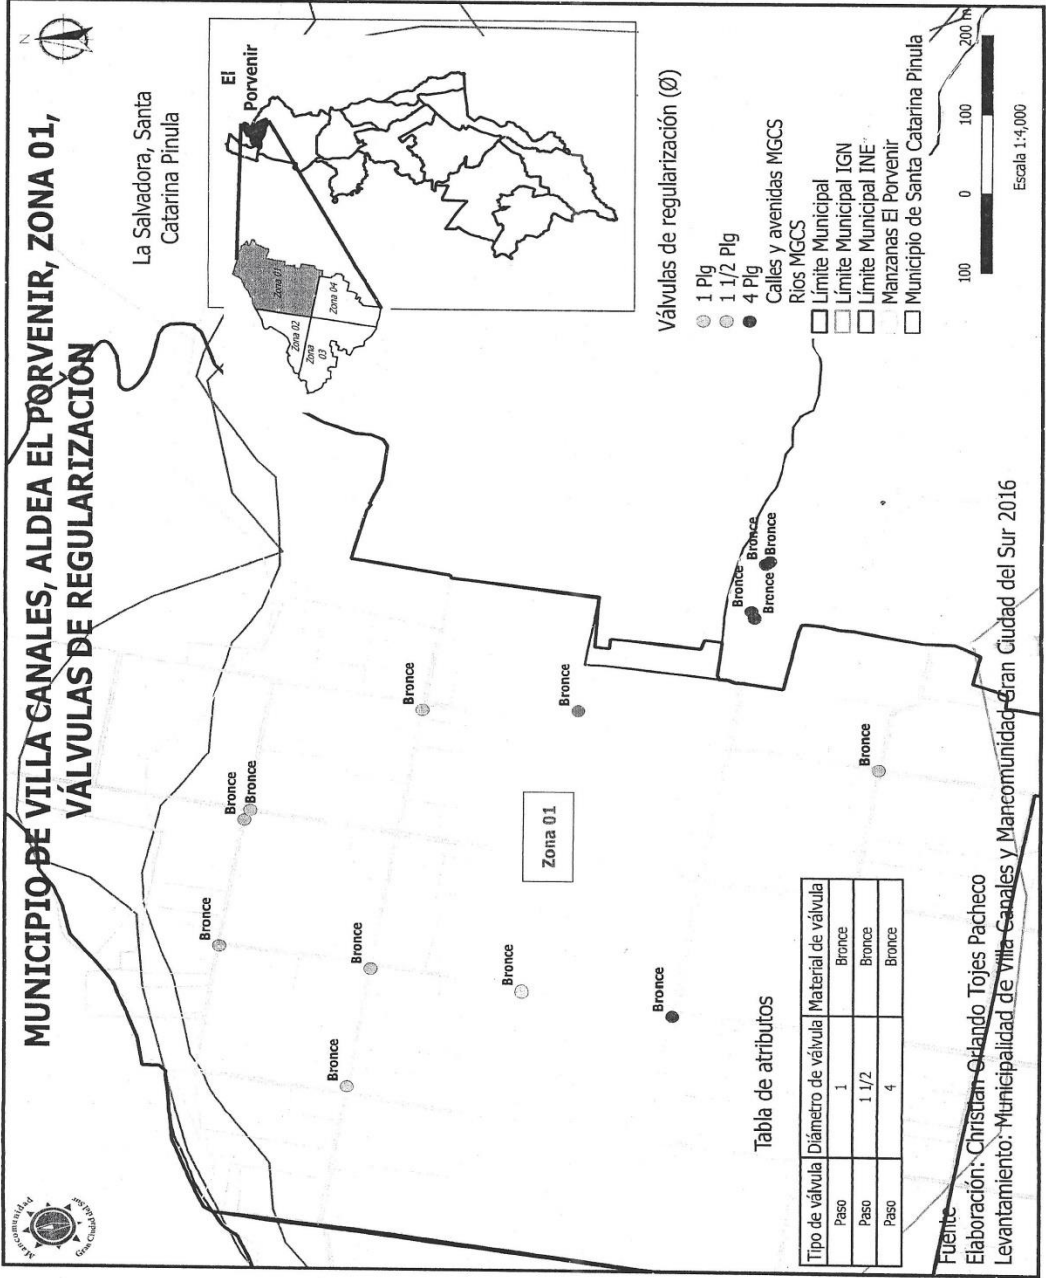 MUNICIPIO DE VILLA CANALES, ALDEA EL PORVENIR, ZONA 01,
VÁLVULAS DE REGULARIZACIÓN
Mancomunidad
Gran Ciudad del Sur
N
La Salvadora, Santa
Catarina Pinula
El
Porvenir
Zona 01
Zona 02
Zona
03
Zona 04
Bronce
Bronce
Bronce
Bronce
Bronce
Bronce
Bronce
Bronce
Bronce
Bronce
Bronce
Bronce
Bronce
Bronce
Zona 01
Válvulas de regularización (Ø)
1 Plg
1 1/2 Plg
4 Plg
Calles y avenidas MGCS
Rios MGCS
Límite Municipal
Límite Municipal IGN
Límite Municipal INE
Manzanas El Porvenir
Municipio de Santa Catarina Pinula
100 0 100 200 m
Escala 1:4,000
Tabla de atributos
Tipo de válvula Diámetro de válvula Material de válvula
Paso 1 Bronce
Paso 1 1/2 Bronce
Paso 4 Bronce
Fuente
Elaboración: Christian Orlando Tojes Pacheco
Levantamiento: Municipalidad de Villa Canales y Mancomunidad Gran Ciudad del Sur 2016